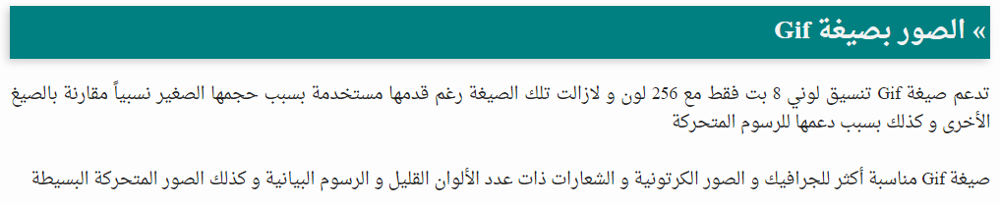 » الصور بصيغة Gif
تدعم صيغة Gif تنسيق لوني 8 بت فقط مع 256 لون و لازالت تلك الصيغة رغم قدمها مستخدمة بسبب حجمها الصغير نسبياً مقارنة بالصيغ
الأخرى و كذلك بسبب دعمها للرسوم المتحركة
صيغة Gif مناسبة أكثر للجرافيك و الصور الكرتونية و الشعارات ذات عدد الألوان القليل و الرسوم البيانية و كذلك الصور المتحركة البسيطة